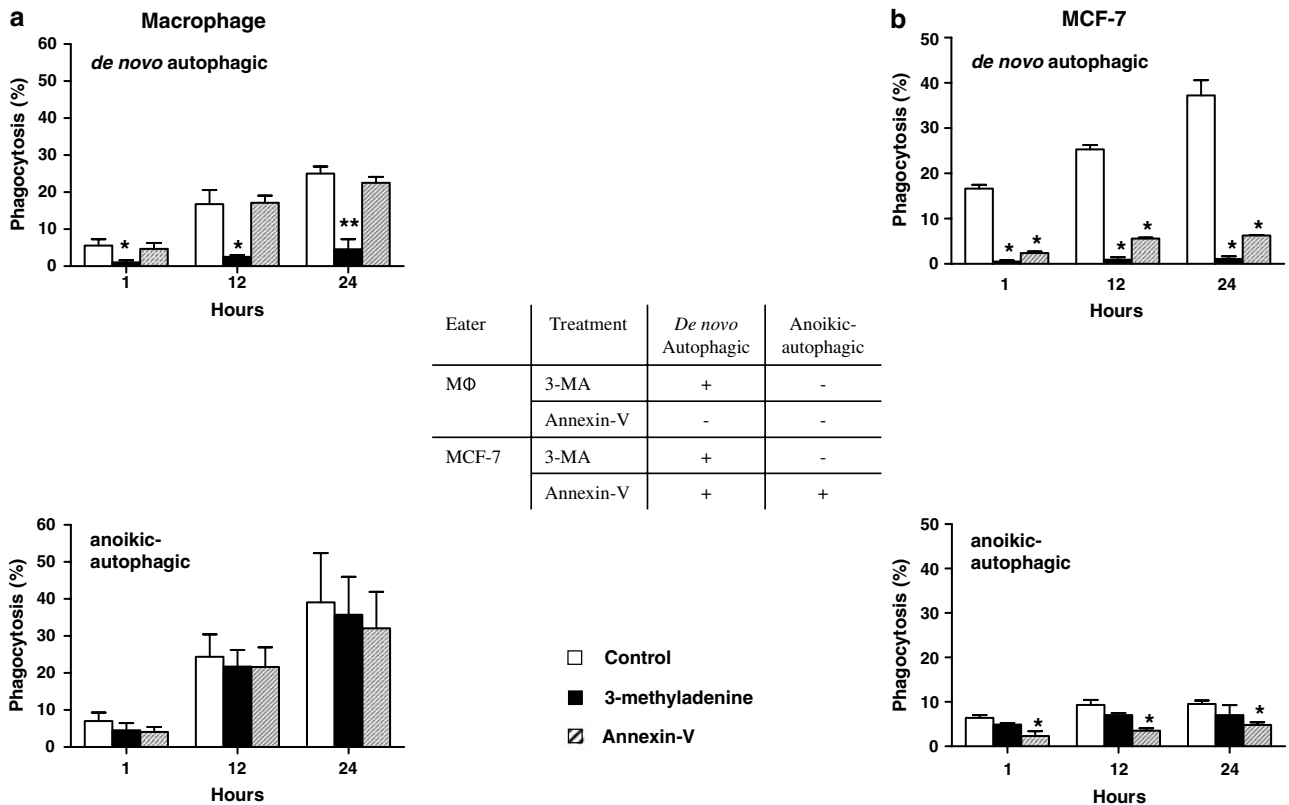 a
Macrophage
60
50
40
30
20
10
0
Phagocytosis (%)
de novo autophagic
*
*
**
1 12 24
Hours
b
MCF-7
50
40
30
20
10
0
Phagocytosis (%)
de novo autophagic
* *
* *
* *
1 12 24
Hours
Eater Treatment De novo Autophagic Anoikic-autophagic
MΦ 3-MA + -
Annexin-V - -
MCF-7 3-MA + -
Annexin-V + +
60
50
40
30
20
10
0
Phagocytosis (%)
anoikic-
autophagic
1 12 24
Hours
Control
3-methyladenine
Annexin-V
50
40
30
20
10
0
Phagocytosis (%)
anoikic-
autophagic
*
*
*
1 12 24
Hours